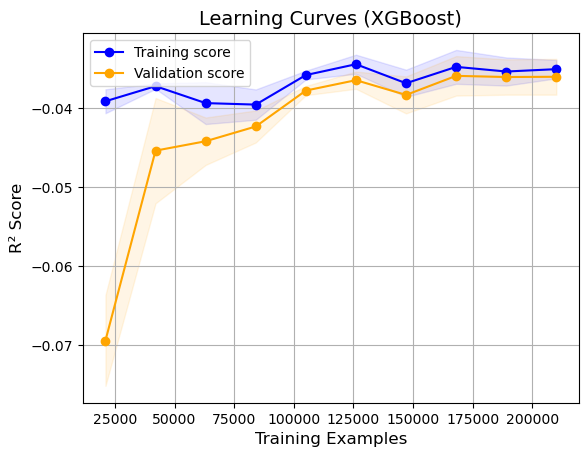 Learning Curves (XGBoost)
Training score
Validation score
R² Score
−0.04
−0.05
−0.06
−0.07
25000 50000 75000 100000 125000 150000 175000 200000
Training Examples